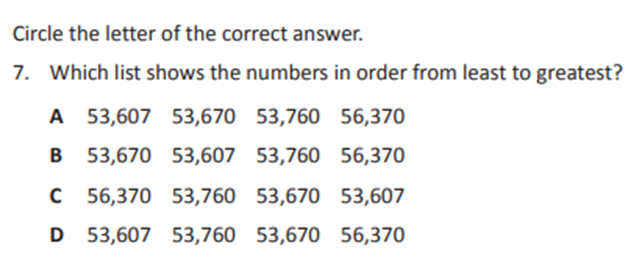 Circle the letter of the correct answer.
7. Which list shows the numbers in order from least to greatest?
A 53,607 53,670 53,760 56,370
B 53,670 53,607 53,760 56,370
C 56,370 53,760 53,670 53,607
D 53,607 53,760 53,670 56,370